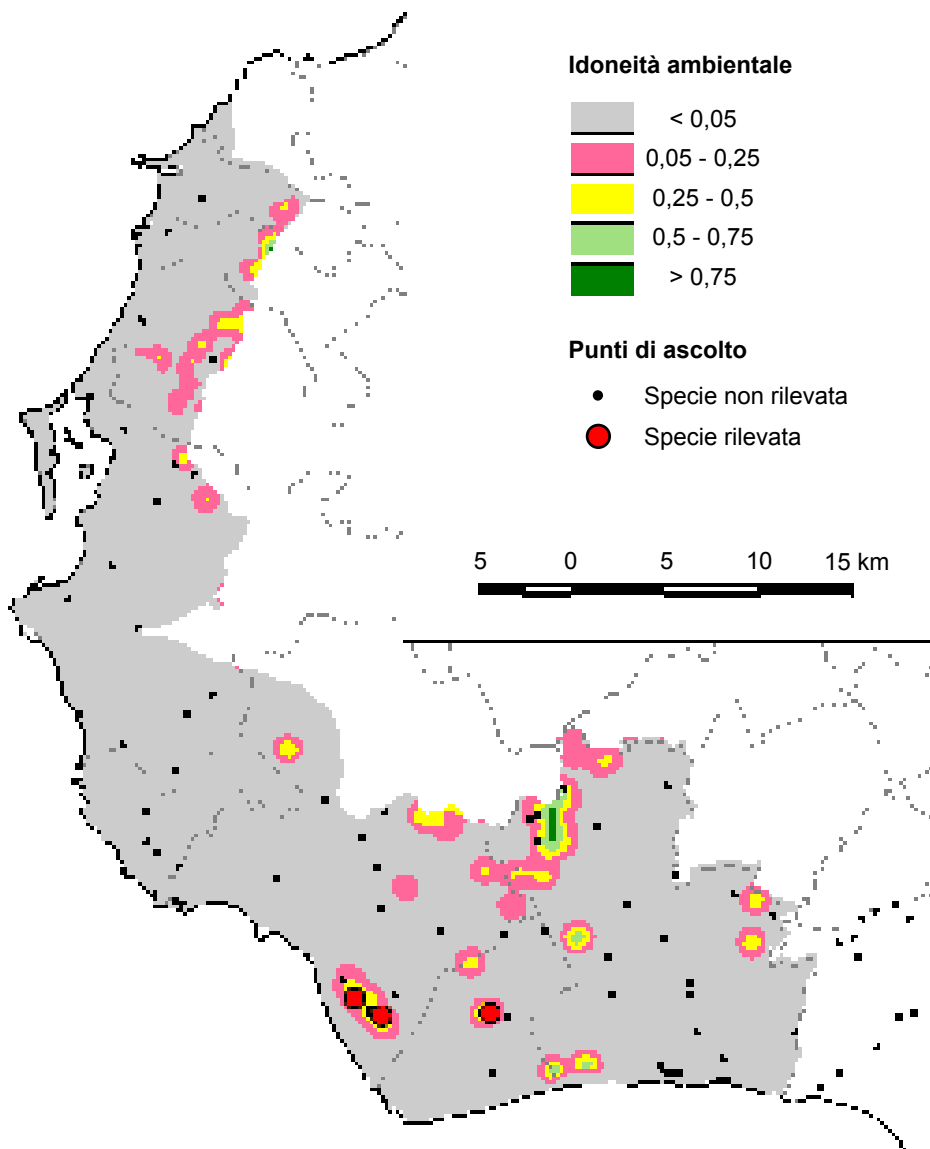 Idoneità ambientale
< 0,05
0,05 - 0,25
0,25 - 0,5
0,5 - 0,75
> 0,75
Punti di ascolto
Specie non rilevata
Specie rilevata
5 0 5 10 15 km